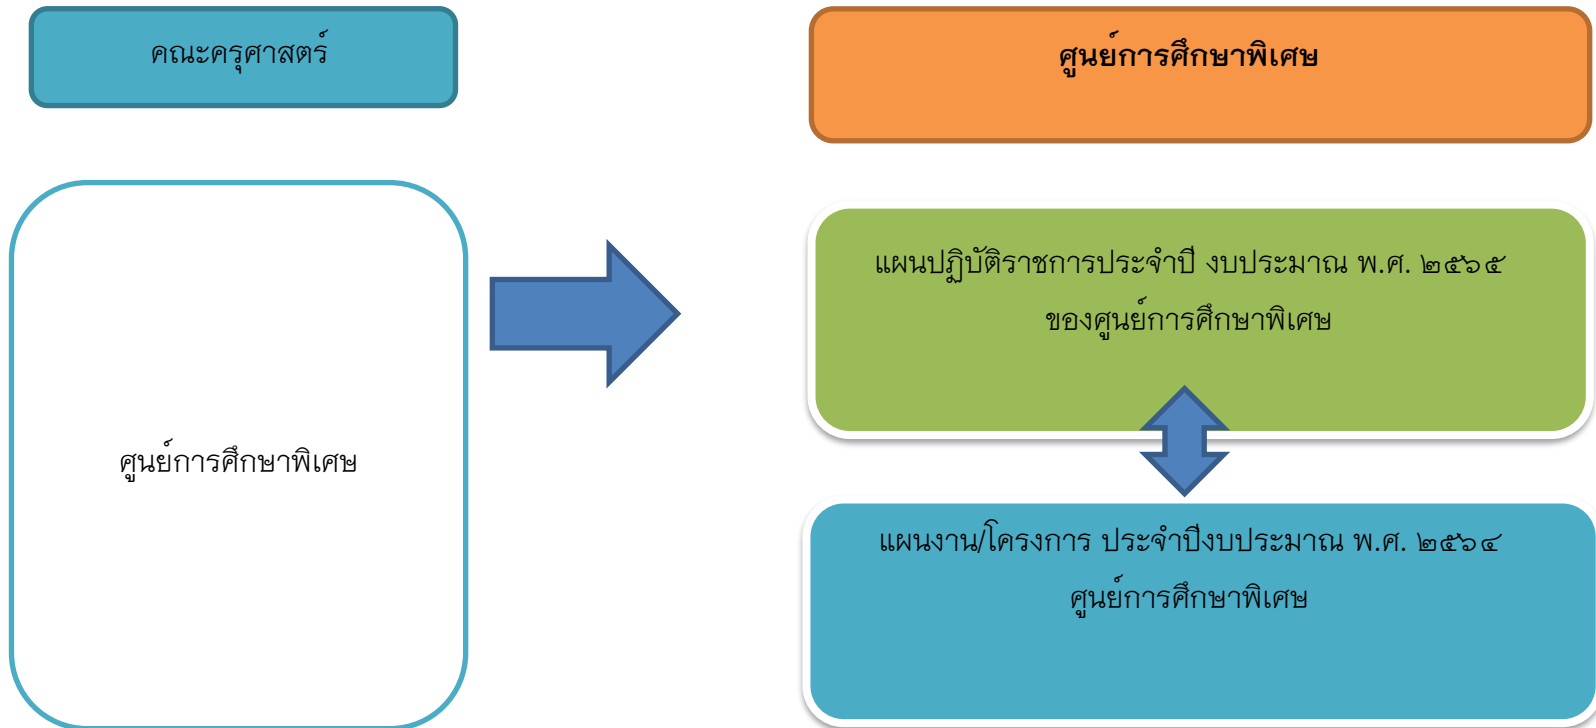 คณะครุศาสตร์
ศูนย์การศึกษาพิเศษ
ศูนย์การศึกษาพิเศษ
แผนปฏิบัติราชการประจำปี งบประมาณ พ.ศ. ๒๕๖๕
ของศูนย์การศึกษาพิเศษ
แผนงาน/โครงการ ประจำปีงบประมาณ พ.ศ. ๒๕๖๔
ศูนย์การศึกษาพิเศษ